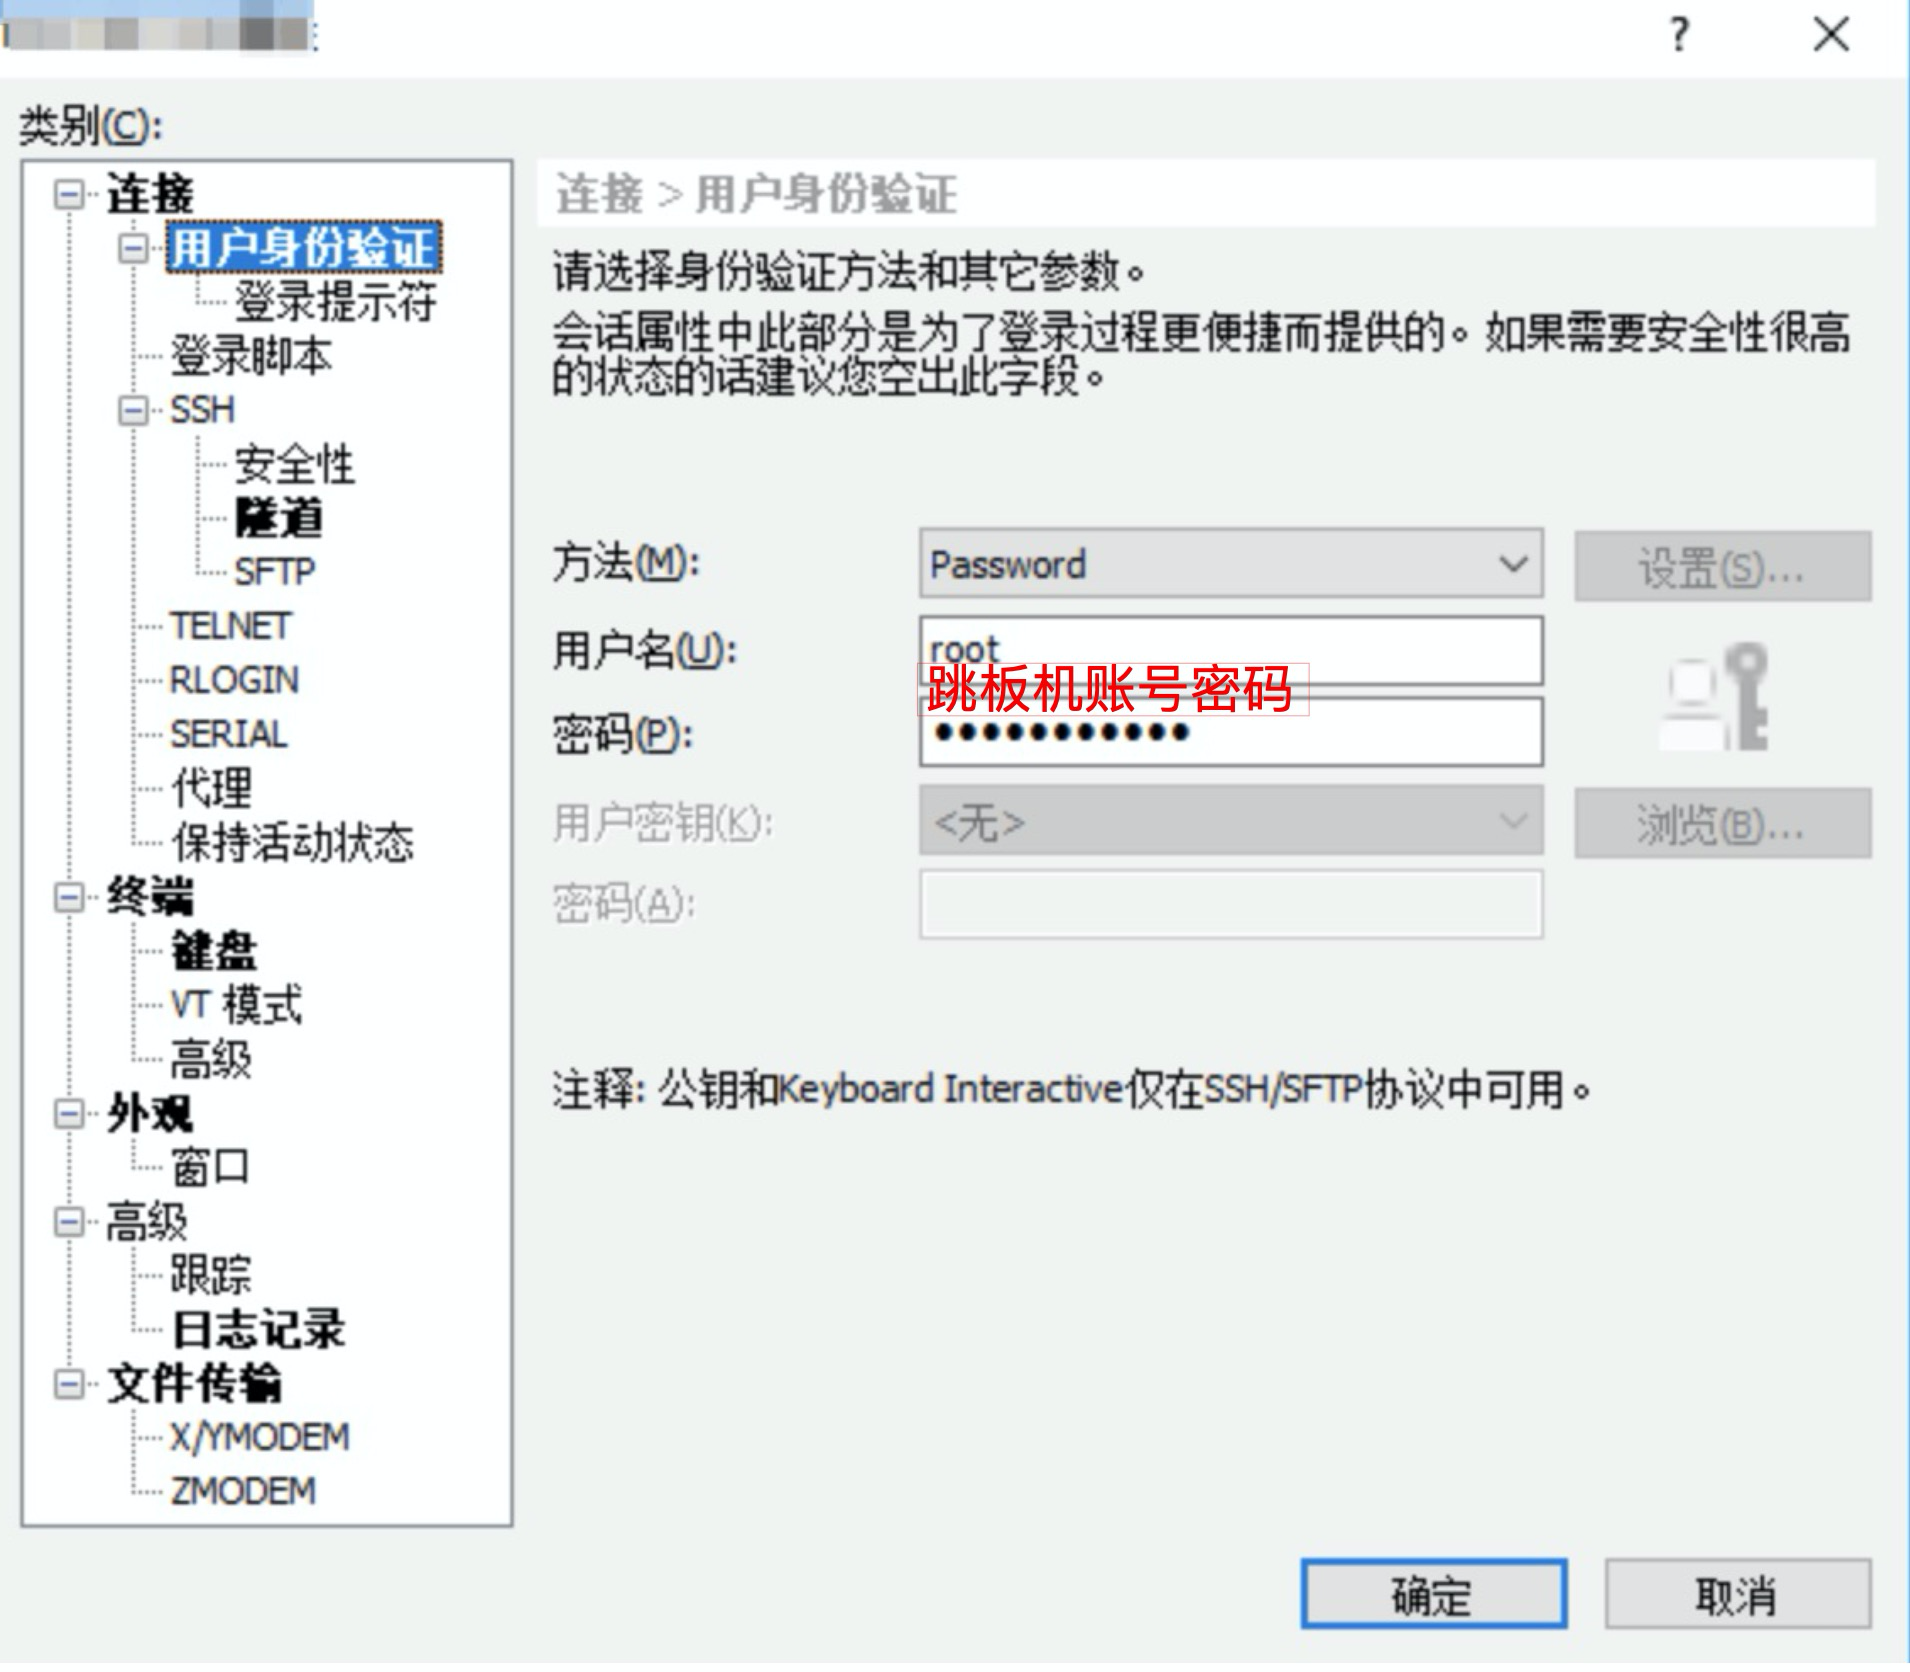 ?
类别(C):
连接
用户身份验证
登录提示符
登录脚本
SSH
安全性
隧道
SFTP
TELNET
RLOGIN
SERIAL
代理
保持活动状态
终端
键盘
VT 模式
高级
外观
窗口
高级
跟踪
日志记录
文件传输
X/YMODEM
ZMODEM
连接 > 用户身份验证
请选择身份验证方法和其它参数。
会话属性中此部分是为了登录过程更便捷而提供的。如果需要安全性很高
的状态的话建议您空出此字段。
方法(M):
Password
设置(S)...
用户名(U):
root
跳板机账号密码
密码(P):
●●●●●●●●●●●
用户密钥(K):
<无>
浏览(B)...
密码(A):
注释: 公钥和Keyboard Interactive仅在SSH/SFTP协议中可用。
确定
取消